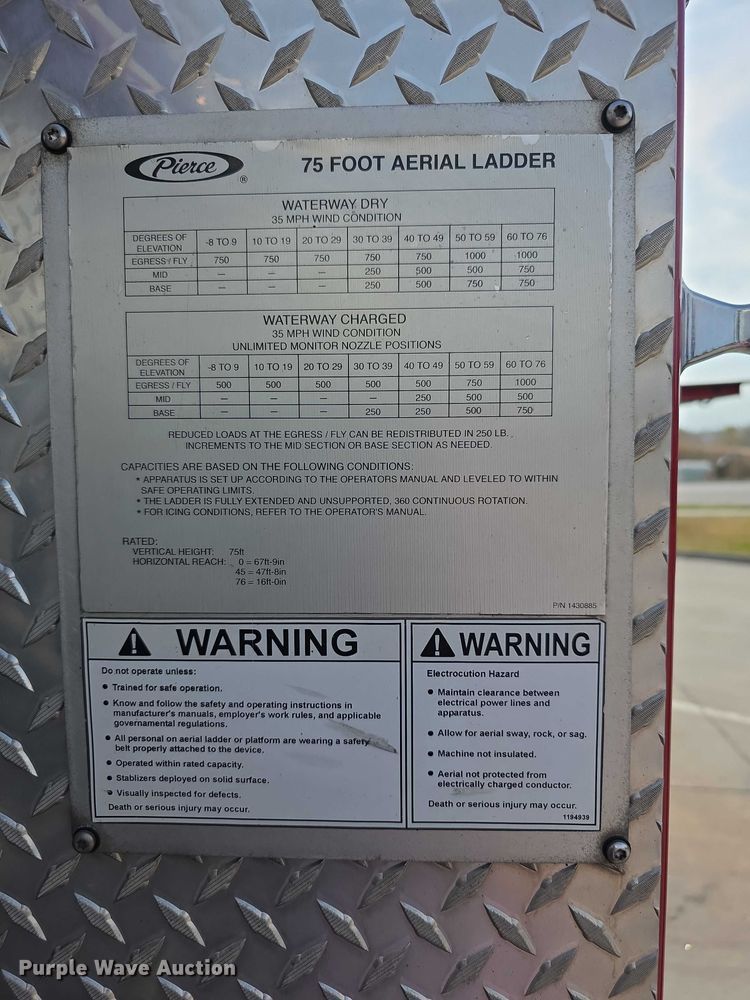 Pierce ®
75 FOOT AERIAL LADDER
WATERWAY DRY
35 MPH WIND CONDITION
DEGREES OF ELEVATION -8 TO 9 10 TO 19 20 TO 29 30 TO 39 40 TO 49 50 TO 59 60 TO 76
EGRESS / FLY 750 750 750 750 750 1000 1000
MID — — — 250 500 500 750
BASE — — — 250 500 750 750
WATERWAY CHARGED
35 MPH WIND CONDITION
UNLIMITED MONITOR NOZZLE POSITIONS
DEGREES OF ELEVATION -8 TO 9 10 TO 19 20 TO 29 30 TO 39 40 TO 49 50 TO 59 60 TO 76
EGRESS / FLY 500 500 500 500 500 750 1000
MID — — — — 250 500 500
BASE — — — 250 250 500 750
REDUCED LOADS AT THE EGRESS / FLY CAN BE REDISTRIBUTED IN 250 LB.
INCREMENTS TO THE MID SECTION OR BASE SECTION AS NEEDED.
CAPACITIES ARE BASED ON THE FOLLOWING CONDITIONS:
* APPARATUS IS SET UP ACCORDING TO THE OPERATORS MANUAL AND LEVELED TO WITHIN
SAFE OPERATING LIMITS.
* THE LADDER IS FULLY EXTENDED AND UNSUPPORTED, 360 CONTINUOUS ROTATION.
* FOR ICING CONDITIONS, REFER TO THE OPERATOR'S MANUAL.
RATED:
VERTICAL HEIGHT: 75ft
HORIZONTAL REACH: 0 = 67ft-9in
45 = 47ft-8in
76 = 16ft-0in
P/N 1430885
WARNING
Do not operate unless:
• Trained for safe operation.
• Know and follow the safety and operating instructions in
manufacturer's manuals, employer's work rules, and applicable
governamental regulations.
• All personal on aerial ladder or platform are wearing a safety
belt properly attached to the device.
• Operated within rated capacity.
• Stablizers deployed on solid surface.
• Visually inspected for defects.
Death or serious injury may occur.
WARNING
Electrocution Hazard
• Maintain clearance between
electrical power lines and
apparatus.
• Allow for aerial sway, rock, or sag.
• Machine not insulated.
• Aerial not protected from
electrically charged conductor.
Death or serious injury may occur.
1194939
Purple Wave Auction